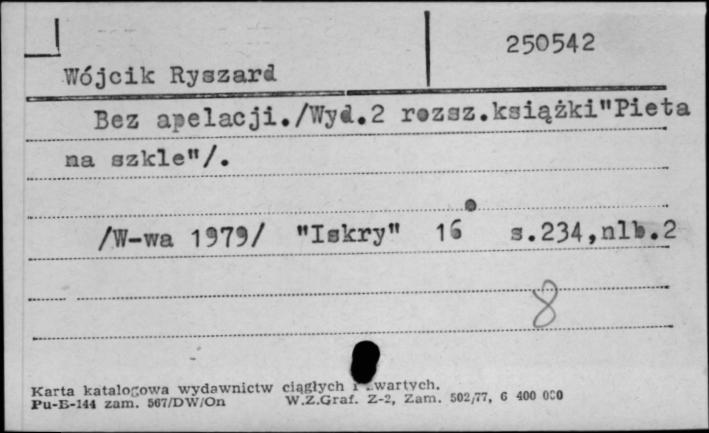 250542
Wójcik Ryszard
Bez apelacji./Wyd.2 rozsz.książki"Pieta
na szkle"/.
/W-wa 1979/ "Iskry" 16° s.234,nlb.2
8
Karta katalogowa wydawnictw ciągłych i zwartych.
Pu-E-144 zam. 567/DW/On W.Z.Graf. Z-2, Zam. 502/77, 6 400 000